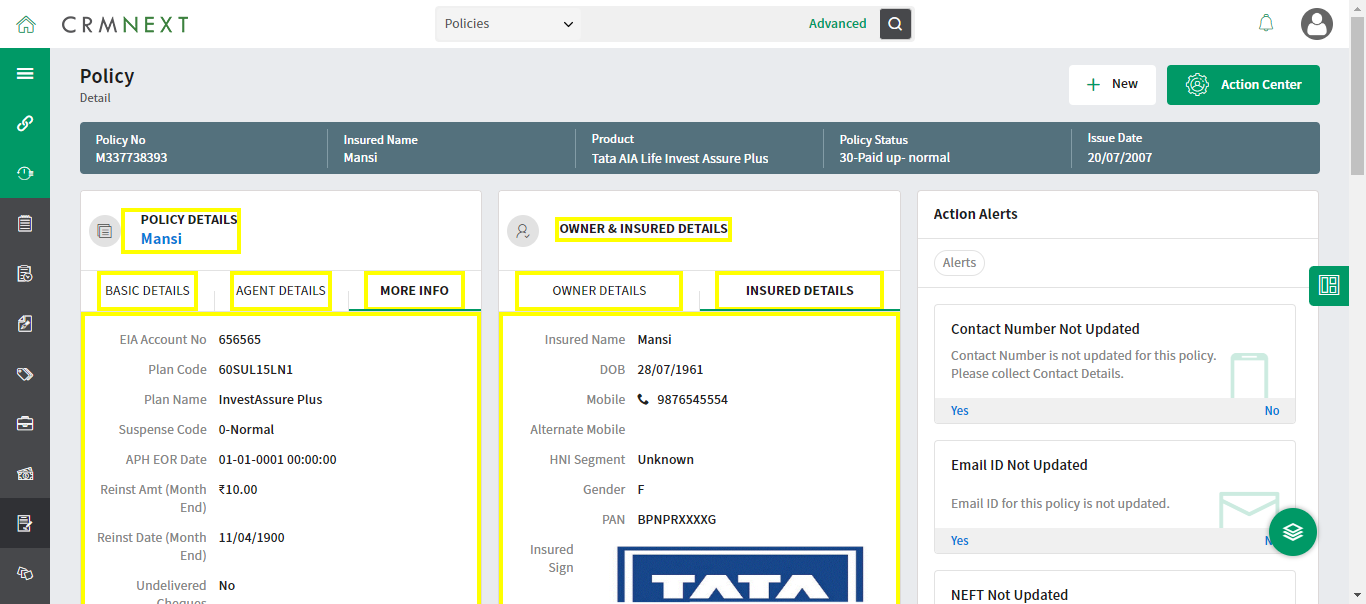 CRMNEXT
Policies
Advanced
Policy
Detail
New
Action Center
Policy No
M337738393
Insured Name
Mansi
Product
Tata AIA Life Invest Assure Plus
Policy Status
30-Paid up- normal
Issue Date
20/07/2007
POLICY DETAILS
Mansi
BASIC DETAILS
AGENT DETAILS
MORE INFO
EIA Account No 656565
Plan Code 60SUL15LN1
Plan Name InvestAssure Plus
Suspense Code 0-Normal
APH EOR Date 01-01-0001 00:00:00
Reinst Amt (Month ₹10.00
End)
Reinst Date (Month 11/04/1900
End)
Undelivered No
Cheques
OWNER & INSURED DETAILS
OWNER DETAILS
INSURED DETAILS
Insured Name Mansi
DOB 28/07/1961
Mobile 9876545554
Alternate Mobile
HNI Segment Unknown
Gender F
PAN BPNPRXXXXG
Insured
Sign
TATA
Action Alerts
Alerts
Contact Number Not Updated
Contact Number is not updated for this policy.
Please collect Contact Details.
Yes No
Email ID Not Updated
Email ID for this policy is not updated.
Yes
NEFT Not Updated